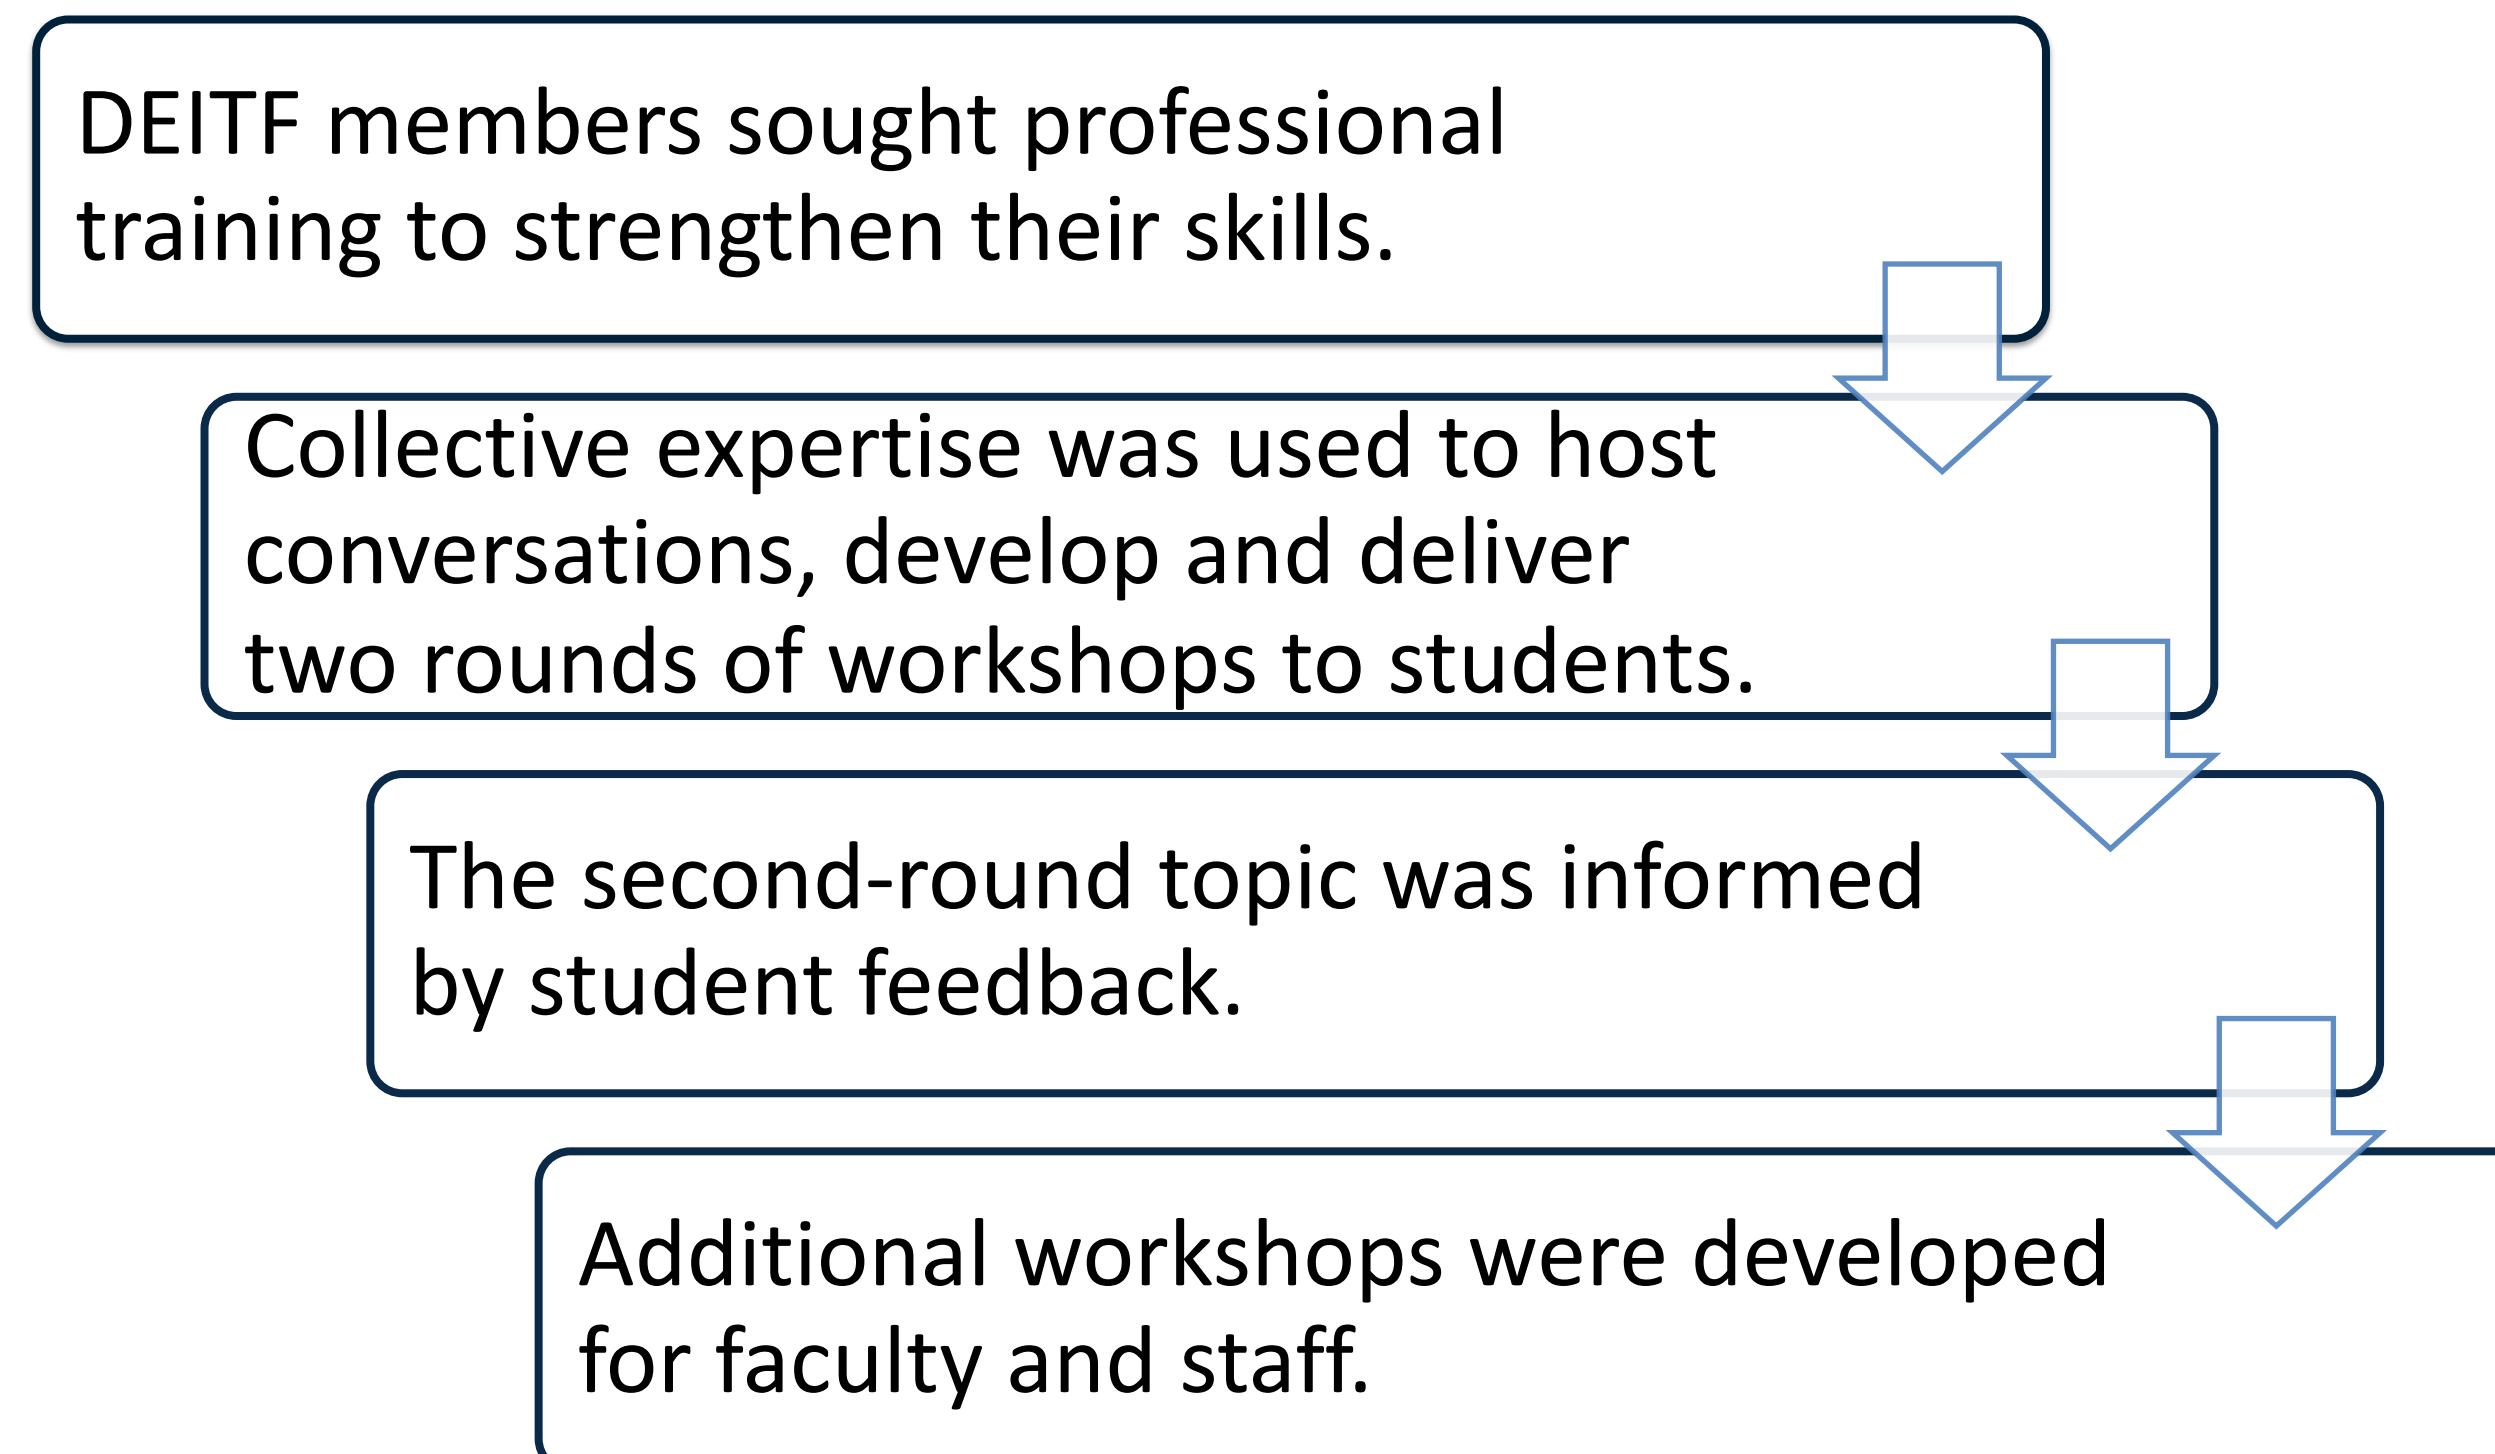 DEITF members sought professional
training to strengthen their skills.
Collective expertise was used to host
conversations, develop and deliver
two rounds of workshops to students.
The second-round topic was informed
by student feedback.
Additional workshops were developed
for faculty and staff.